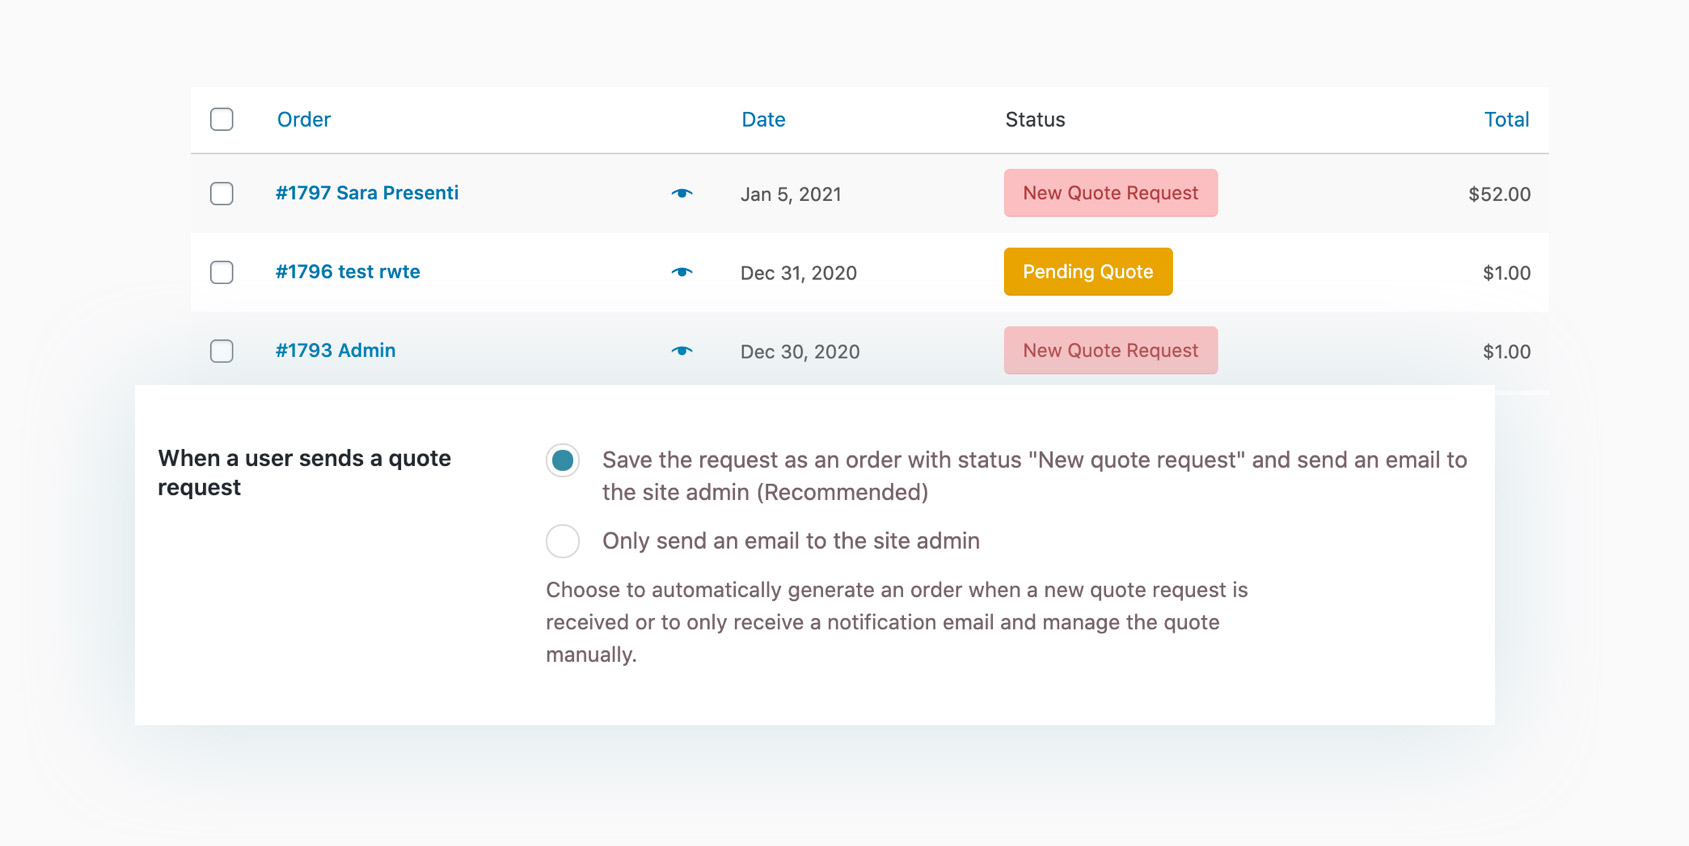 Order Date Status Total
#1797 Sara Presenti Jan 5, 2021 New Quote Request $52.00
#1796 test rwte Dec 31, 2020 Pending Quote $1.00
#1793 Admin Dec 30, 2020 New Quote Request $1.00
When a user sends a quote
request
Save the request as an order with status "New quote request" and send an email to
the site admin (Recommended)
Only send an email to the site admin
Choose to automatically generate an order when a new quote request is
received or to only receive a notification email and manage the quote
manually.